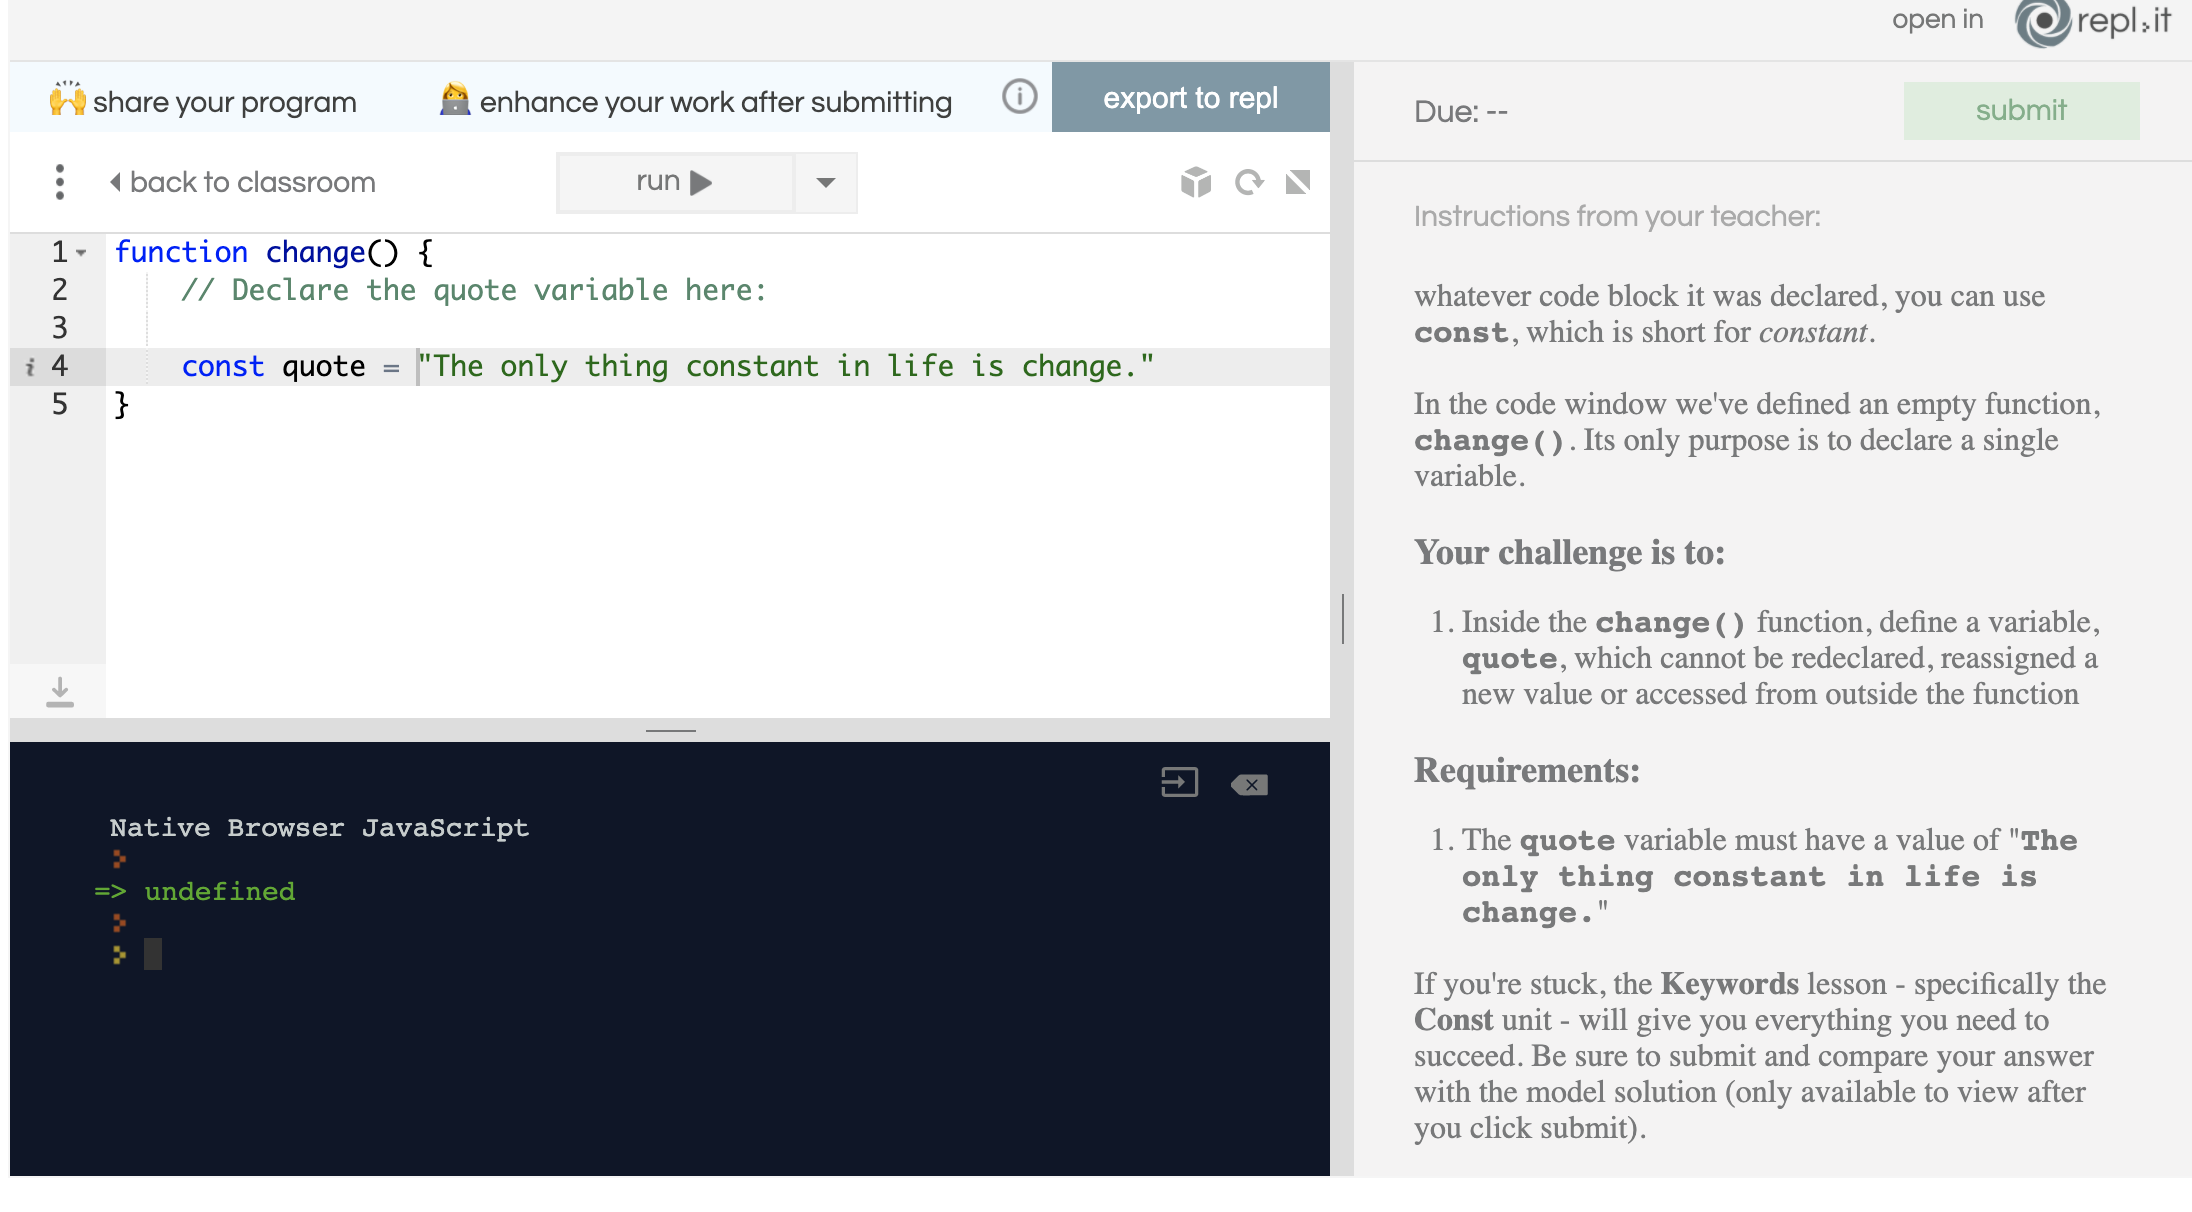 open in repl.it
🙌 share your program 🙋 enhance your work after submitting export to repl
back to classroom run
1 function change() {
2 // Declare the quote variable here:
3
i 4 const quote = "The only thing constant in life is change."
5 }
Native Browser JavaScript
=> undefined
Due: -- submit
Instructions from your teacher:
whatever code block it was declared, you can use
const, which is short for constant.
In the code window we've defined an empty function,
change(). Its only purpose is to declare a single
variable.
Your challenge is to:
1. Inside the change() function, define a variable,
quote, which cannot be redeclared, reassigned a
new value or accessed from outside the function
Requirements:
1. The quote variable must have a value of "The
only thing constant in life is
change."
If you're stuck, the Keywords lesson - specifically the
Const unit - will give you everything you need to
succeed. Be sure to submit and compare your answer
with the model solution (only available to view after
you click submit).